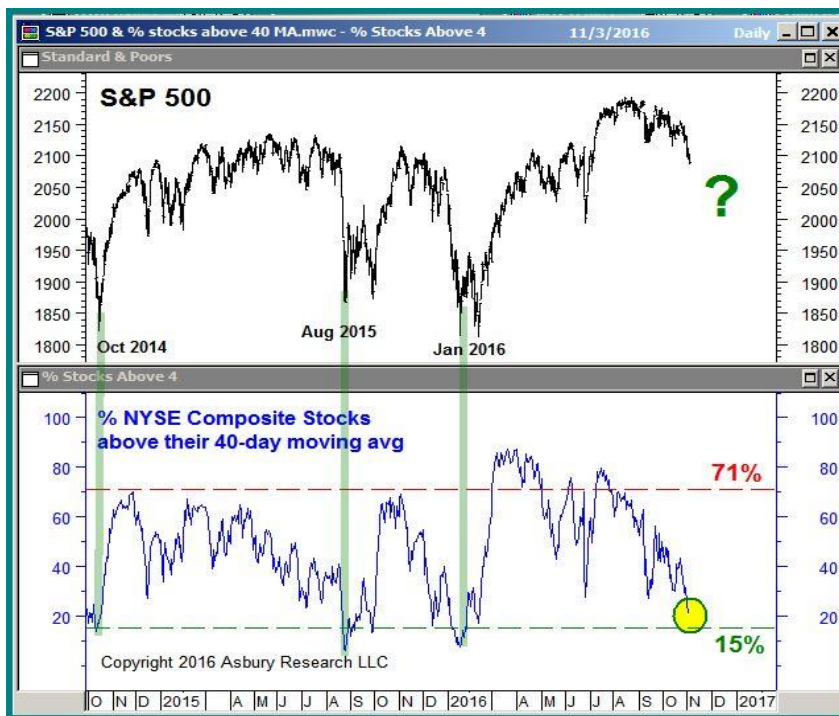 S&P 500 & % stocks above 40 MA.mwc - % Stocks Above 4 11/3/2016 Daily
Standard & Poors
S&P 500
2200 2200
2150 2150
2100 2100
2050 2050
2000 2000
1950 1950
1900 1900
1850 1850
1800 1800
?
Oct 2014
Aug 2015
Jan 2016
% Stocks Above 4
% NYSE Composite Stocks
above their 40-day moving avg
100 100
80 80
71%
60 60
40 40
20 20
15%
Copyright 2016 Asbury Research LLC
O N D 2015 A M J J A S O N D 2016 A M J J A S O N D 2017